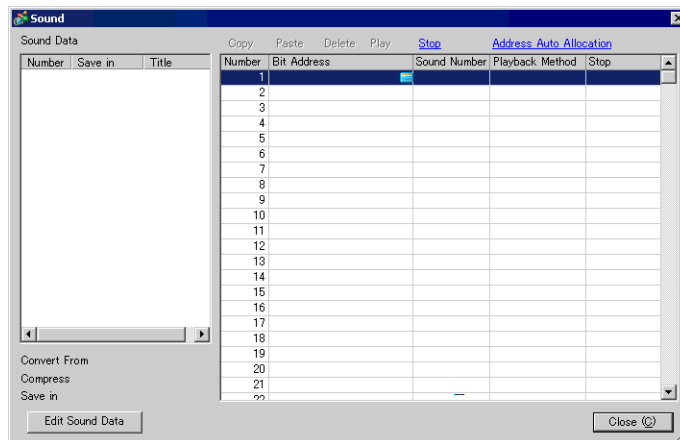 Sound
Sound Data
Copy Paste Delete Play Stop Address Auto Allocation
Number Save in Title
Number Bit Address Sound Number Playback Method Stop
1
2
3
4
5
6
7
8
9
10
11
12
13
14
15
16
17
18
19
20
21
22
Convert From
Compress
Save in
Edit Sound Data
Close (C)